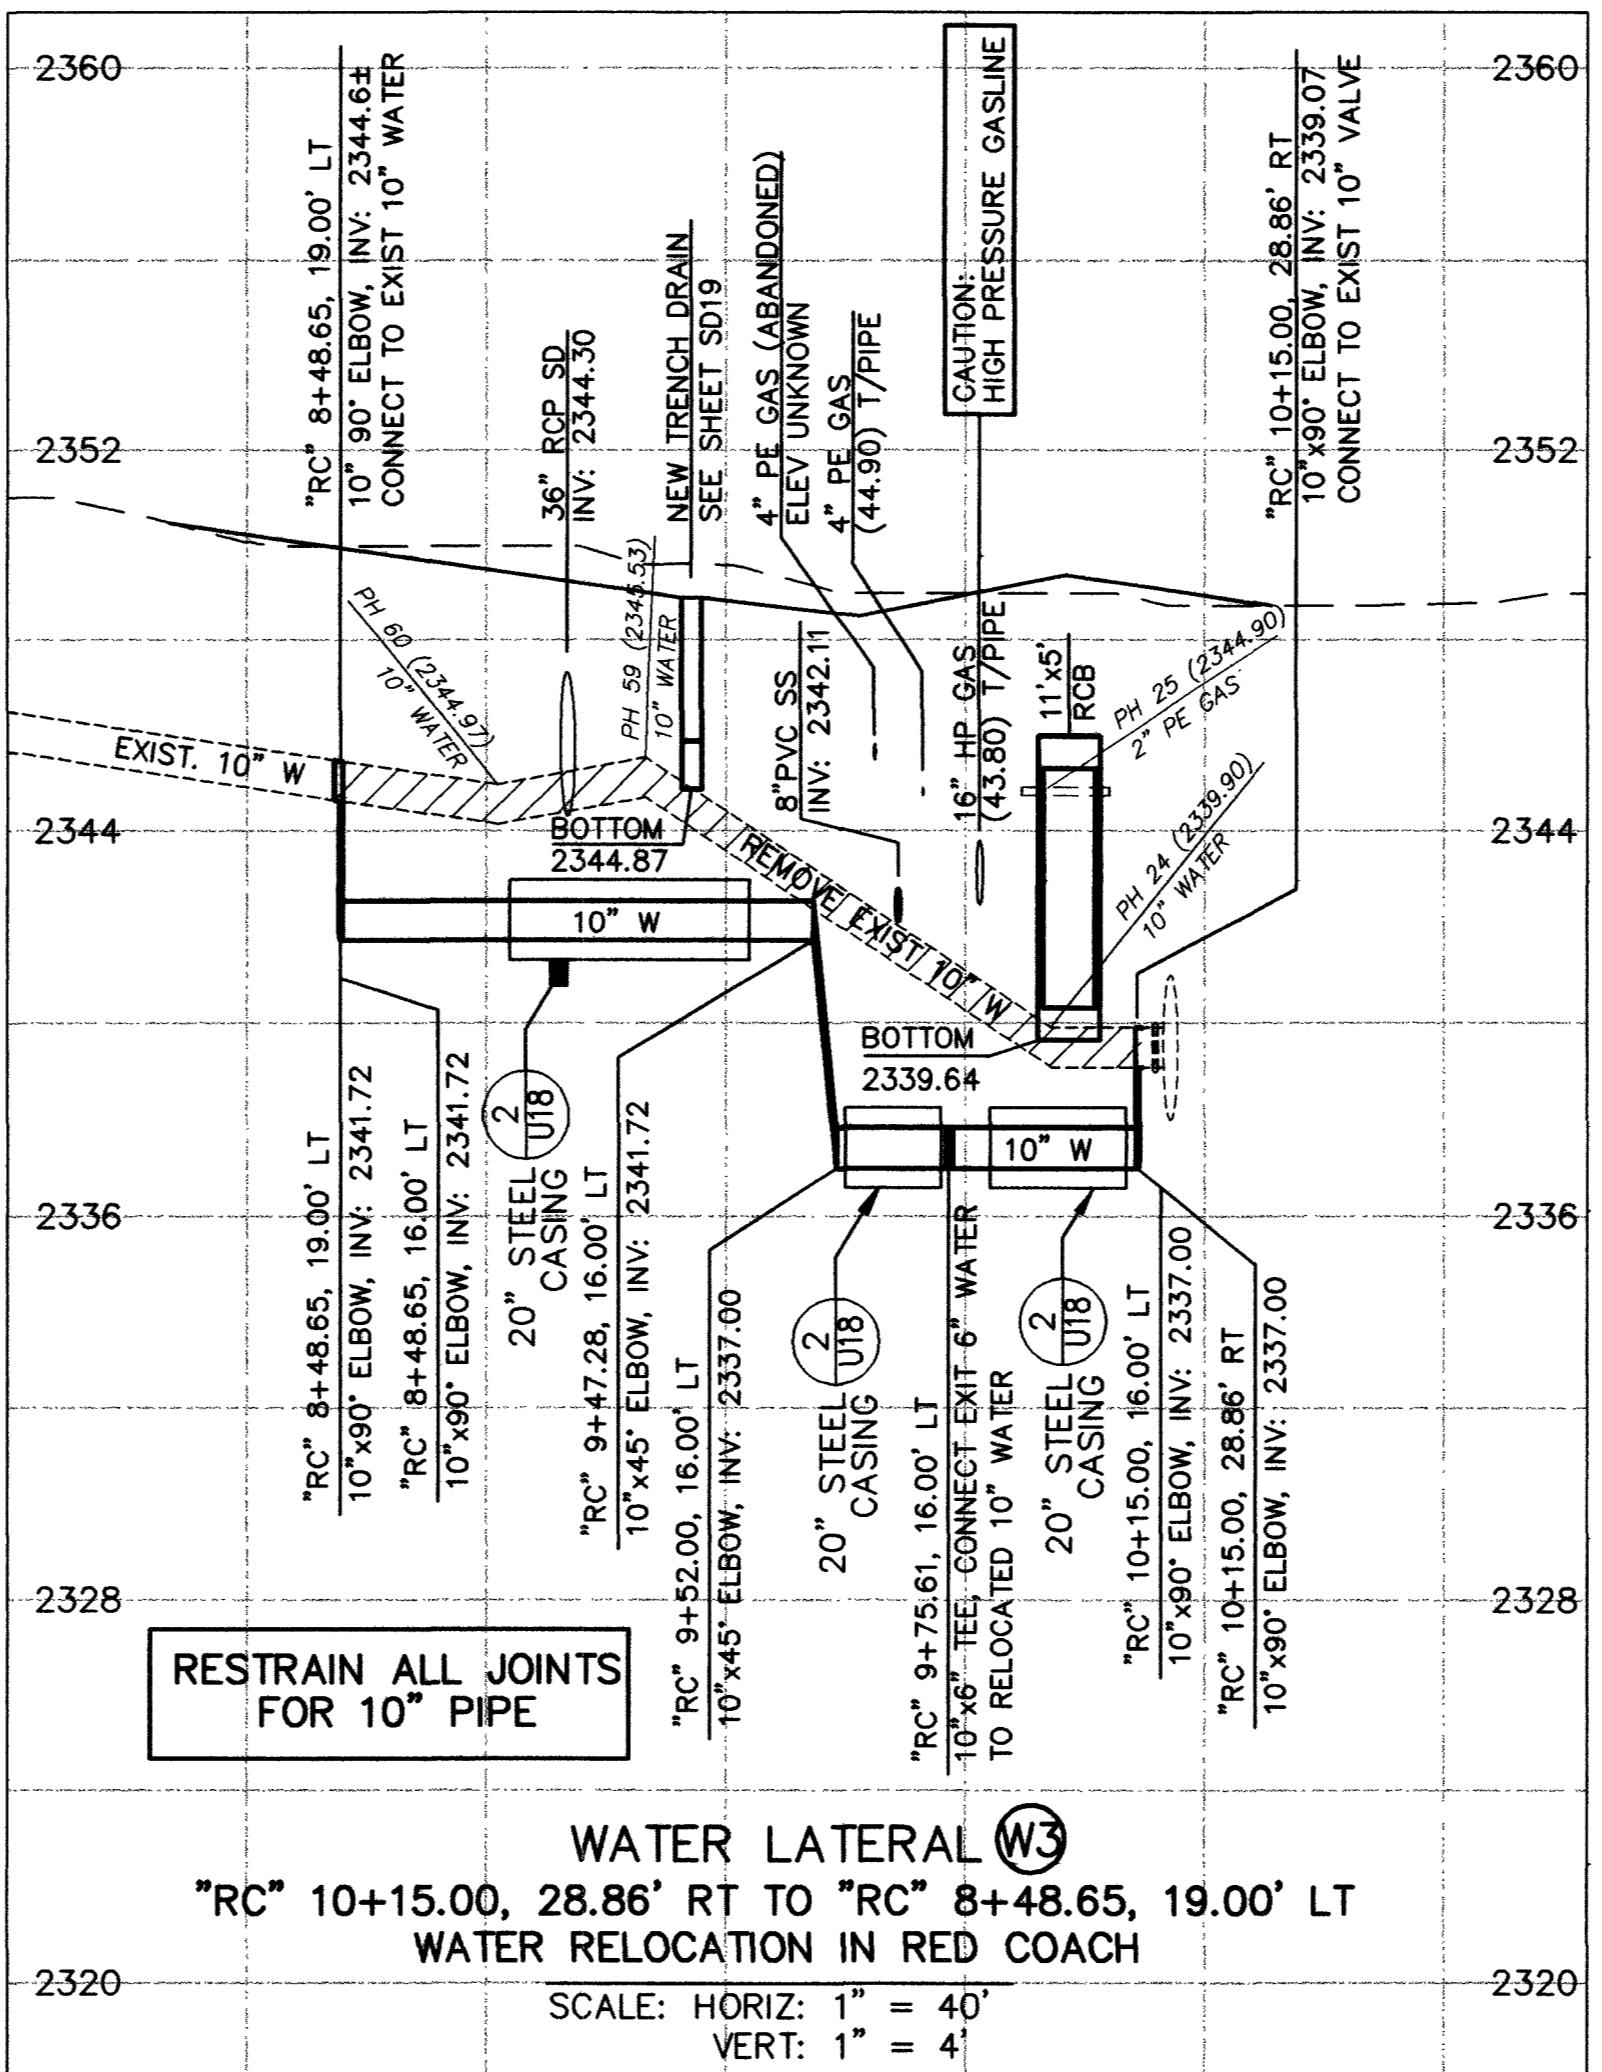 2360
2360
"RC" 8+48.65, 19.00' LT
10" 90° ELBOW, INV: 2344.6±
CONNECT TO EXIST 10" WATER
36" RCP SD
INV: 2344.30
NEW TRENCH DRAIN
SEE SHEET SD19
4" PE GAS (ABANDONED)
ELEV UNKNOWN
4" PE GAS
(44.90) T/PIPE
CAUTION:
HIGH PRESSURE GASLINE
"RC" 10+15.00, 28.86' RT
10"x90° ELBOW, INV: 2339.07
CONNECT TO EXIST 10" VALVE
2352
2352
PH 60 (2344.97)
10" WATER
PH 59 (2345.53)
10" WATER
8"PVC SS
INV: 2342.11
16" HP GAS
(43.80) T/PIPE
11'x5'
RCB
PH 25 (2344.90)
2" PE GAS
PH 24 (2339.90)
10" WATER
EXIST. 10" W
2344
2344
BOTTOM
2344.87
REMOVE EXIST 10" W
10" W
BOTTOM
2339.64
10" W
2336
2336
"RC" 8+48.65, 19.00' LT
10"x90° ELBOW, INV: 2341.72
"RC" 8+48.65, 16.00' LT
10"x90° ELBOW, INV: 2341.72
2
U18
20" STEEL
CASING
"RC" 9+47.28, 16.00' LT
10"x45° ELBOW, INV: 2341.72
"RC" 9+52.00, 16.00' LT
10"x45° ELBOW, INV: 2337.00
2
U18
20" STEEL
CASING
"RC" 9+75.61, 16.00' LT
10"x6" TEE, CONNECT EXIT 6" WATER
TO RELOCATED 10" WATER
2
U18
20" STEEL
CASING
"RC" 10+15.00, 16.00' LT
10"x90° ELBOW, INV: 2337.00
"RC" 10+15.00, 28.86' RT
10"x90° ELBOW, INV: 2337.00
2328
2328
RESTRAIN ALL JOINTS
FOR 10" PIPE
WATER LATERAL W3
"RC" 10+15.00, 28.86' RT TO "RC" 8+48.65, 19.00' LT
WATER RELOCATION IN RED COACH
2320
2320
SCALE: HORIZ: 1" = 40'
VERT: 1" = 4'